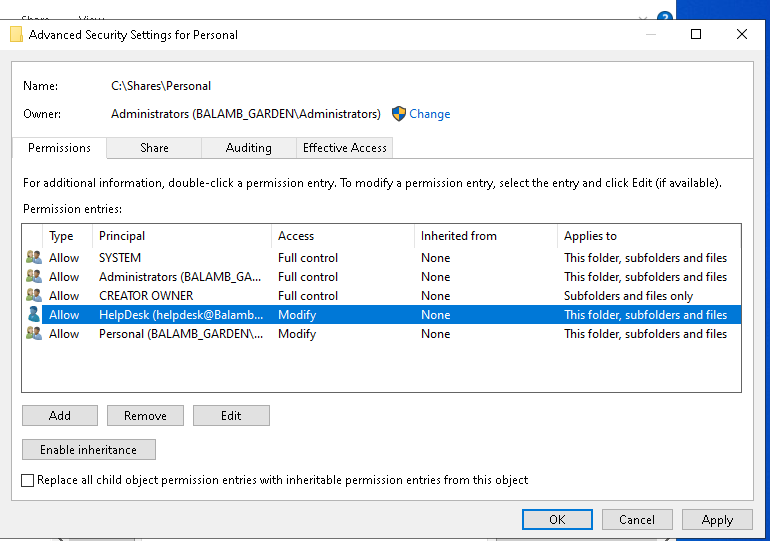 Share View
Advanced Security Settings for Personal
Name: C:\Shares\Personal
Owner: Administrators (BALAMB_GARDEN\Administrators) Change
Permissions Share Auditing Effective Access
For additional information, double-click a permission entry. To modify a permission entry, select the entry and click Edit (if available).
Permission entries:
Type Principal Access Inherited from Applies to
Allow SYSTEM Full control None This folder, subfolders and files
Allow Administrators (BALAMB_GA... Full control None This folder, subfolders and files
Allow CREATOR OWNER Full control None Subfolders and files only
Allow HelpDesk (helpdesk@Balamb... Modify None This folder, subfolders and files
Allow Personal (BALAMB_GARDEN\... Modify None This folder, subfolders and files
Add Remove Edit
Enable inheritance
Replace all child object permission entries with inheritable permission entries from this object
OK Cancel Apply